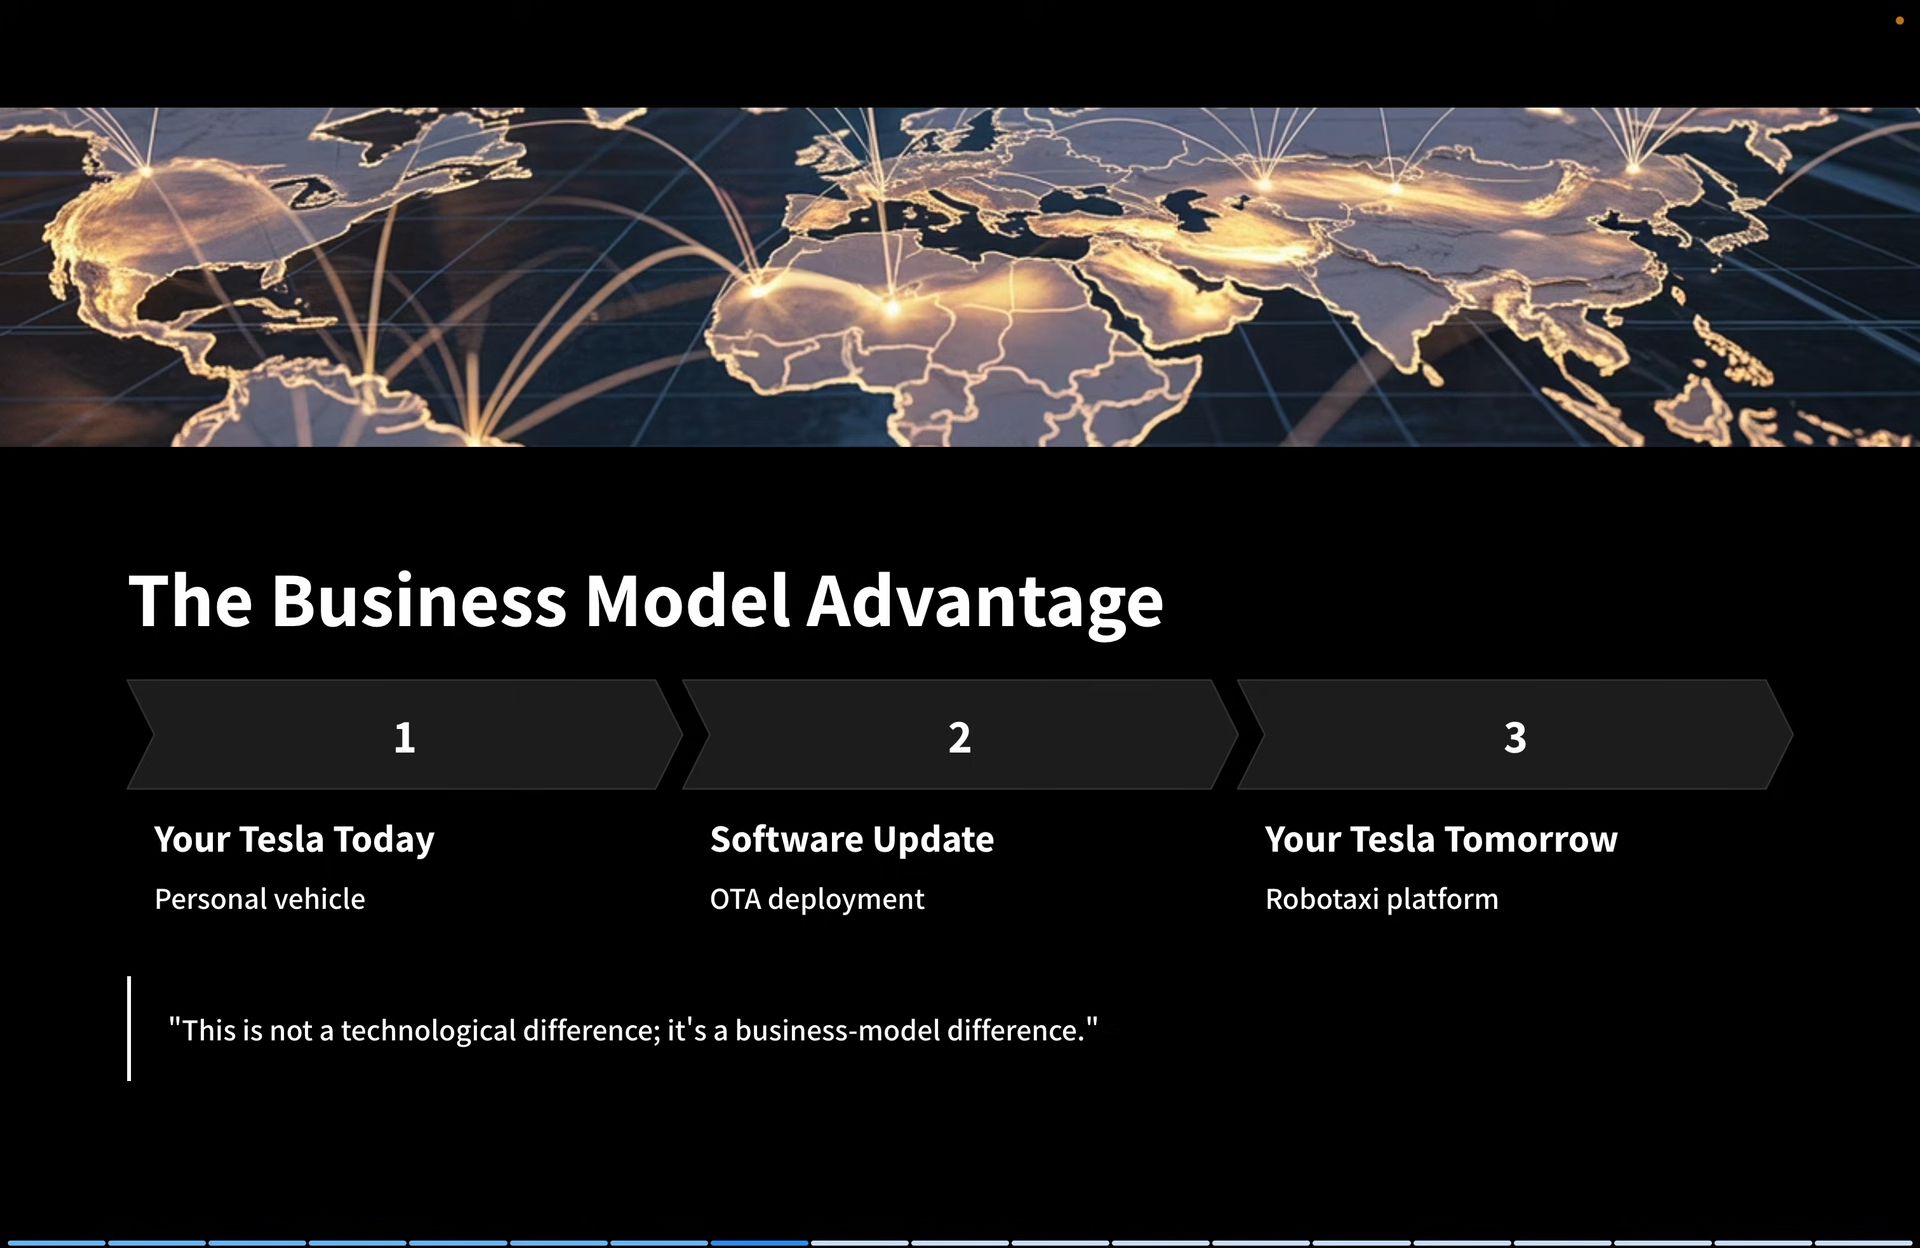 The Business Model Advantage
1
2
3
Your Tesla Today
Software Update
Your Tesla Tomorrow
Personal vehicle
OTA deployment
Robotaxi platform
"This is not a technological difference; it's a business-model difference."